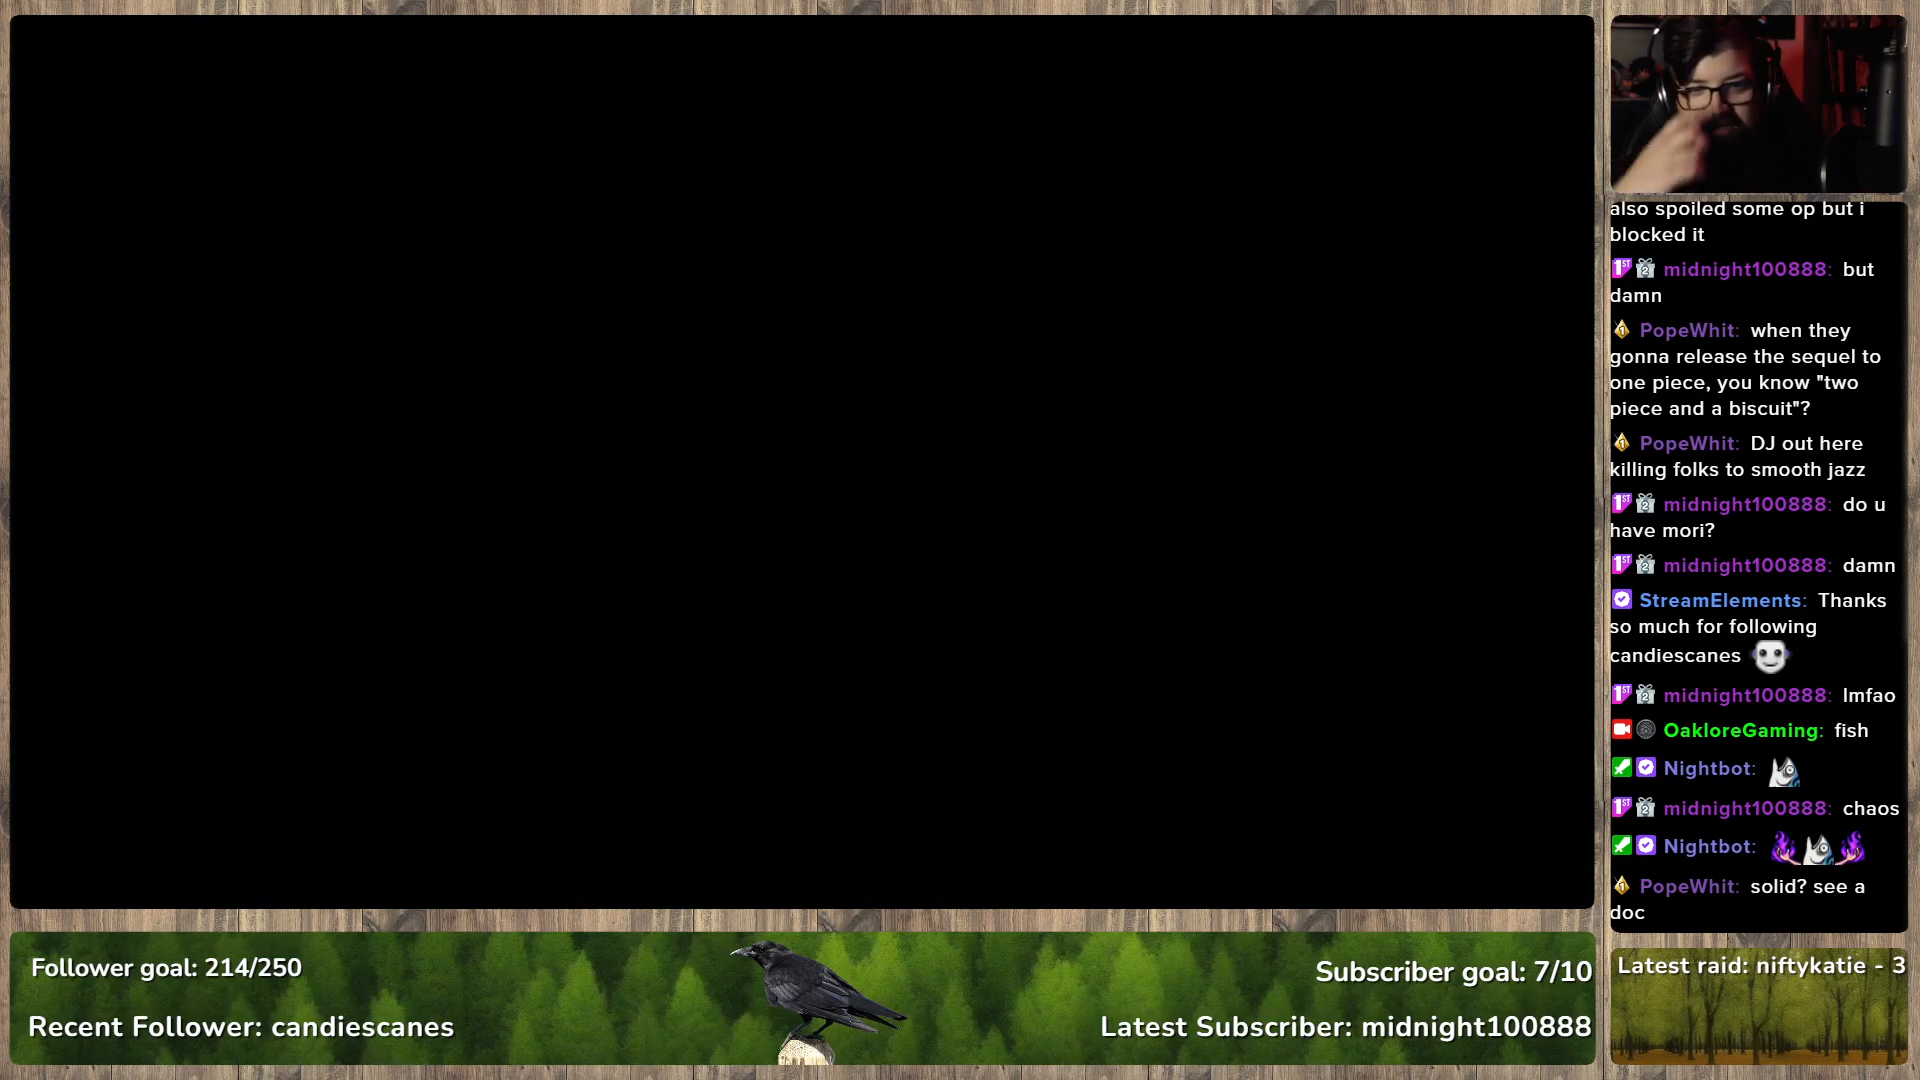 also spoiled some op but i
blocked it
midnight100888: but
damn
PopeWhit: when they
gonna release the sequel to
one piece, you know "two
piece and a biscuit"?
PopeWhit: DJ out here
killing folks to smooth jazz
midnight100888: do u
have mori?
midnight100888: damn
StreamElements: Thanks
so much for following
candiescanes
midnight100888: lmfao
OakloreGaming: fish
Nightbot:
midnight100888: chaos
Nightbot:
PopeWhit: solid? see a
doc
Follower goal: 214/250
Recent Follower: candiescanes
Subscriber goal: 7/10
Latest Subscriber: midnight100888
Latest raid: niftykatie - 3